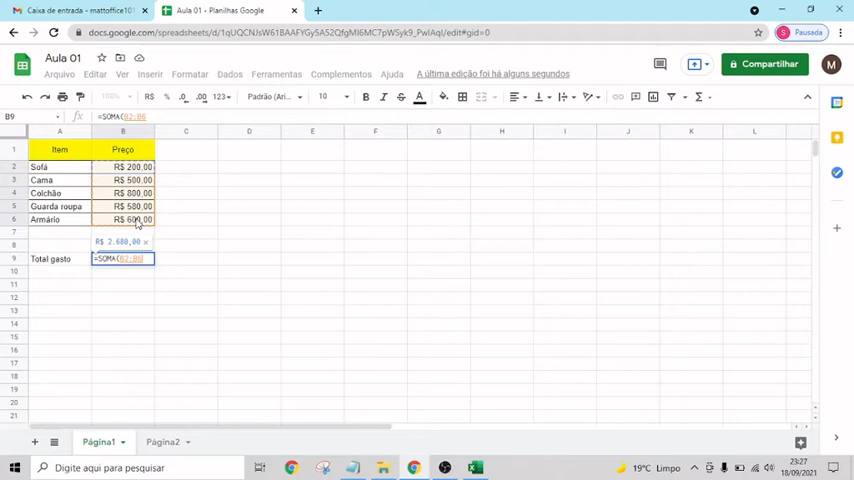 Caixa de entrada - mattoffice101
Aula 01 - Planilhas Google
docs.google.com/spreadsheets/d/1qUQCNJsW61BAAFYGy5A52QfgMI6MC7pWSyk9_PwIAqI/edit#gid=0
S Pausada
Aula 01
Arquivo Editar Ver Inserir Formatar Dados Ferramentas Complementos Ajuda A última edição foi há alguns segundos
Compartilhar M
100% R$ % .0 .00 123 Padrão (Ari... 10 B I S A
B9 fx =SOMA(B2:B6
A B C D E F G H I J K L
1 Item Preço
2 Sofá R$ 200,00
3 Cama R$ 500,00
4 Colchão R$ 800,00
5 Guarda roupa R$ 580,00
6 Armário R$ 600,00
7
8 R$ 2.680,00 ×
9 Total gasto =SOMA(B2:B6
10
11
12
13
14
15
16
17
18
19
20
21
Página1 Página2
Digite aqui para pesquisar
19°C Limpo
23:27
18/09/2021